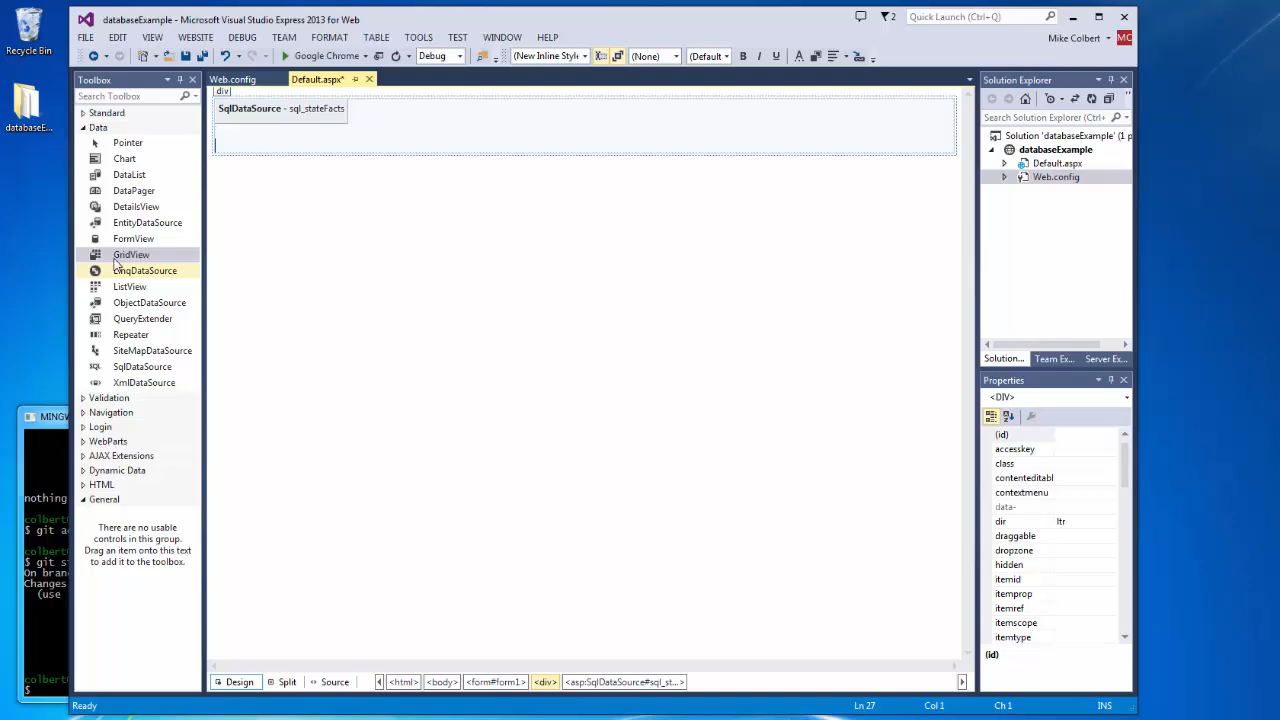 databaseExample - Microsoft Visual Studio Express 2013 for Web
2
Quick Launch (Ctrl+Q)
Recycle Bin
FILE EDIT VIEW WEBSITE DEBUG TEAM FORMAT TABLE TOOLS TEST WINDOW HELP
Mike Colbert MC
Google Chrome Debug (New Inline Style (None) (Default B I U A
Toolbox
Web.config Default.aspx*
Solution Explorer
Search Toolbox
div
Standard
SqlDataSource - sql_stateFacts
Search Solution Explorer (Ctrl+
databaseE...
Data
Solution 'databaseExample' (1 p
Pointer
databaseExample
Chart
Default.aspx
DataList
Web.config
DataPager
DetailsView
EntityDataSource
FormView
GridView
LinqDataSource
ListView
ObjectDataSource
QueryExtender
Repeater
SiteMapDataSource
Solution... Team Ex... Server Ex...
SqlDataSource
Properties
XmlDataSource
Validation
<DIV>
Navigation
MINGW
Login
(id)
WebParts
accesskey
AJAX Extensions
class
Dynamic Data
contenteditabl
HTML
contextmenu
General
nothing
data-
dir ltr
colbert
There are no usable
$ git a
controls in this group.
draggable
Drag an item onto this text
dropzone
colbert
to add it to the toolbox.
$ git s
hidden
On bran
itemid
Changes
(use
itemprop
itemref
itemscope
itemtype
(id)
colbert
Design Split Source <html> <body> <form#form1> <div> <asp:SqlDataSource#sql_st...>
$
Ready Ln 27 Col 1 Ch 1 INS